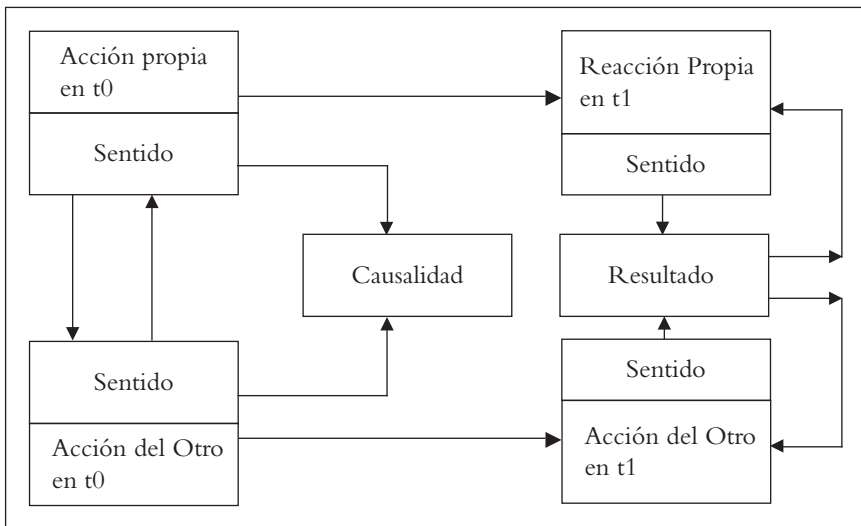 Acción propia
en t0
Sentido
Reacción Propia
en t1
Sentido
Causalidad
Resultado
Sentido
Acción del Otro
en t0
Sentido
Acción del Otro
en t1